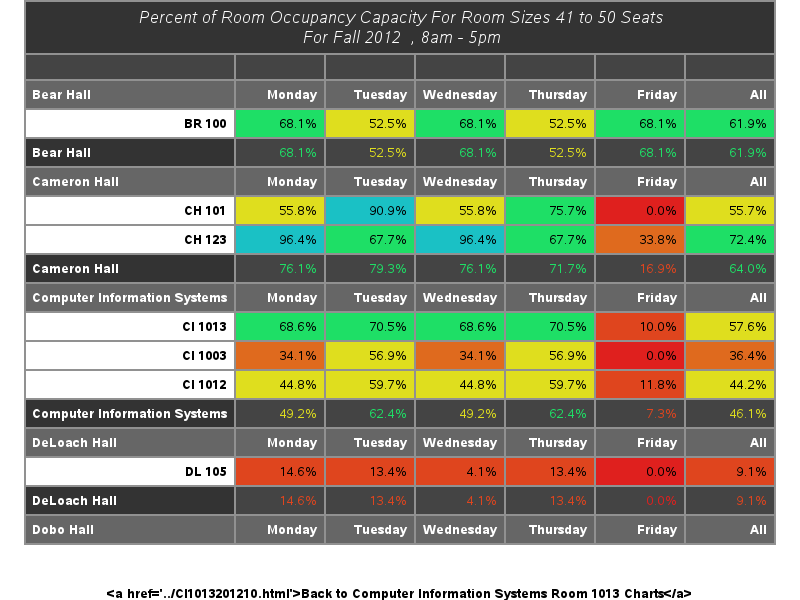 Percent of Room Occupancy Capacity For Room Sizes 41 to 50 Seats
For Fall 2012 , 8am - 5pm
Bear Hall Monday Tuesday Wednesday Thursday Friday All
BR 100 68.1% 52.5% 68.1% 52.5% 68.1% 61.9%
Bear Hall 68.1% 52.5% 68.1% 52.5% 68.1% 61.9%
Cameron Hall Monday Tuesday Wednesday Thursday Friday All
CH 101 55.8% 90.9% 55.8% 75.7% 0.0% 55.7%
CH 123 96.4% 67.7% 96.4% 67.7% 33.8% 72.4%
Cameron Hall 76.1% 79.3% 76.1% 71.7% 16.9% 64.0%
Computer Information Systems Monday Tuesday Wednesday Thursday Friday All
CI 1013 68.6% 70.5% 68.6% 70.5% 10.0% 57.6%
CI 1003 34.1% 56.9% 34.1% 56.9% 0.0% 36.4%
CI 1012 44.8% 59.7% 44.8% 59.7% 11.8% 44.2%
Computer Information Systems 49.2% 62.4% 49.2% 62.4% 7.3% 46.1%
DeLoach Hall Monday Tuesday Wednesday Thursday Friday All
DL 105 14.6% 13.4% 4.1% 13.4% 0.0% 9.1%
DeLoach Hall 14.6% 13.4% 4.1% 13.4% 0.0% 9.1%
Dobo Hall Monday Tuesday Wednesday Thursday Friday All
<a href='../CI1013201210.html'>Back to Computer Information Systems Room 1013 Charts</a>